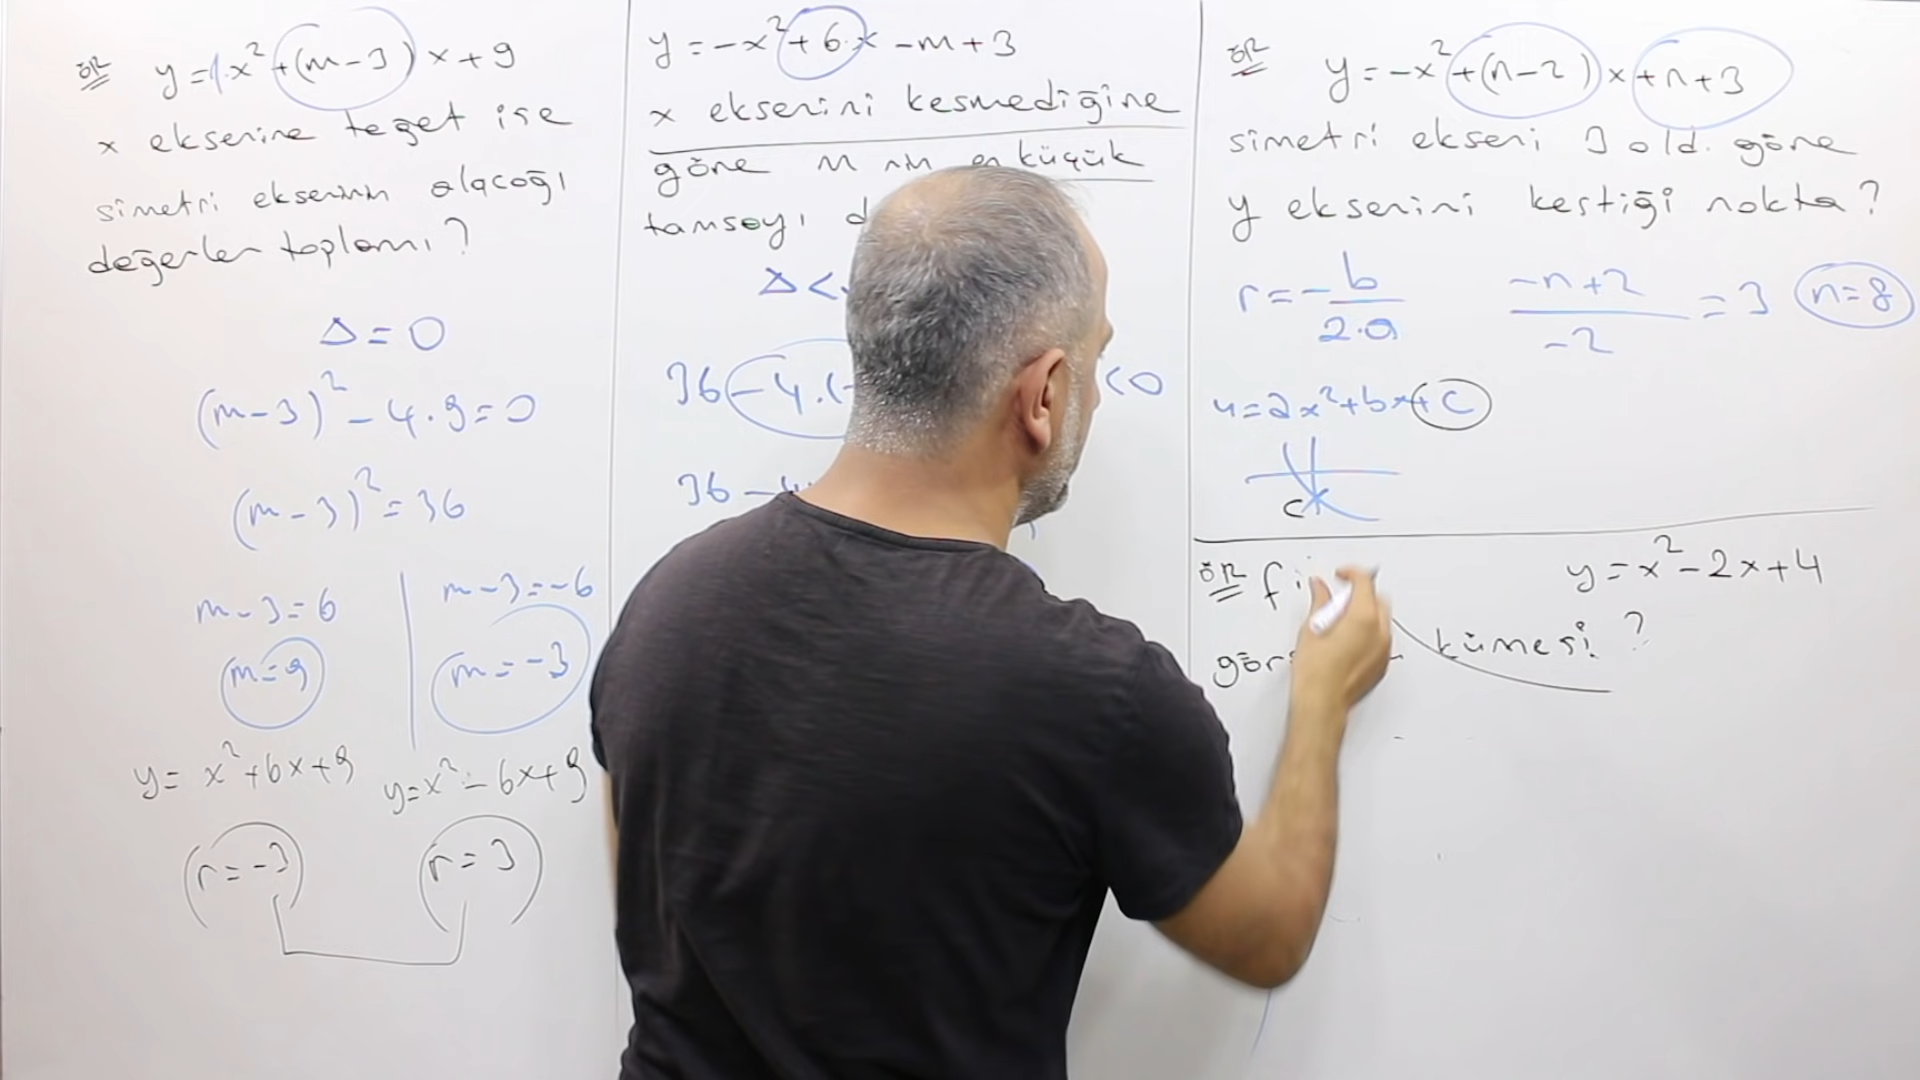 ÖR y = 1.x² + (m-3) x + 9
x eksenine teğet ise
simetri ekseninin alacağı
değerler toplamı?
Δ = 0
(m-3)² - 4.9 = 0
(m-3)² = 36
m-3 = 6
m = 9
m-3 = -6
m = -3
y = x² + 6x + 9
y = x² - 6x + 9
r = -3
r = 3
y = -x² + 6.x - m + 3
x eksenini kesmediğine
göre m nin en küçük
tamsayı
Δ <
36 - 4.(-
< 0
36 -
ÖR y = -x² + (n-2) x + n + 3
simetri ekseni 3 old. göre
y eksenini kestiği nokta?
r = -b / 2.a
-n+2 / -2 = 3
n = 8
y = ax² + bx + c
c
ÖR f:
y = x² - 2x + 4
kümesi?